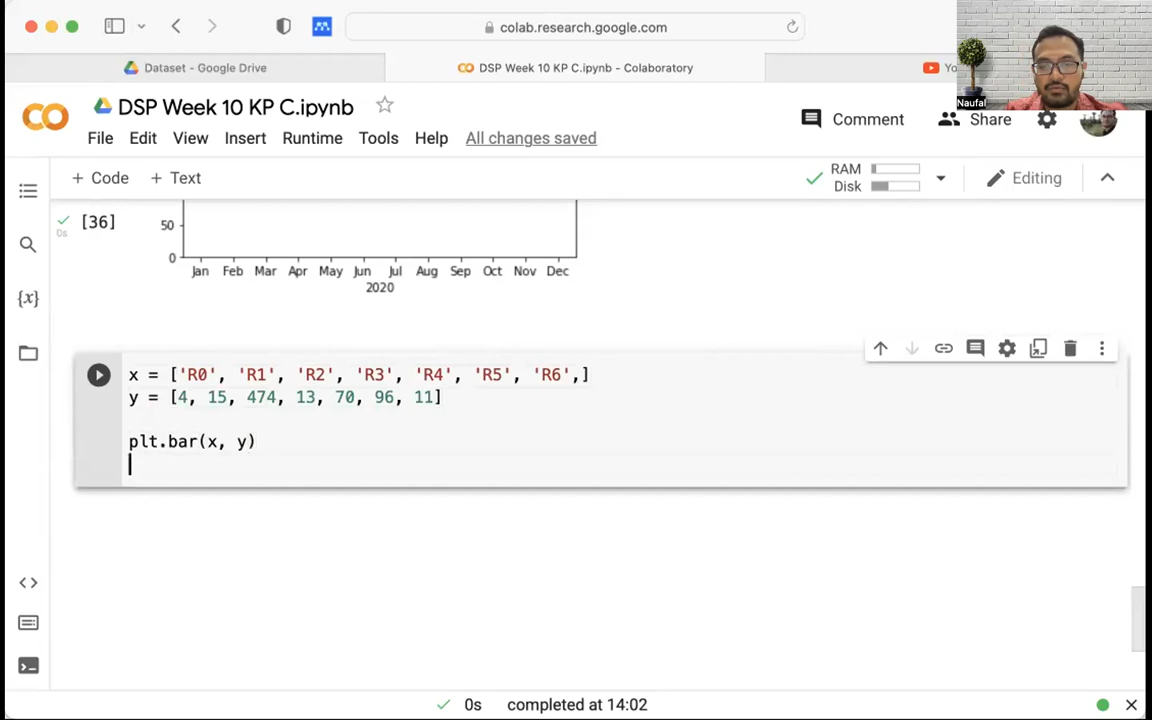 colab.research.google.com
Dataset - Google Drive
DSP Week 10 KP C.ipynb - Colaboratory
Yo
Naufal
DSP Week 10 KP C.ipynb
Comment
Share
File Edit View Insert Runtime Tools Help All changes saved
+ Code + Text
RAM
Disk
Editing
[36]
0s
50
0
Jan Feb Mar Apr May Jun Jul Aug Sep Oct Nov Dec
2020
{x}
x = ['R0', 'R1', 'R2', 'R3', 'R4', 'R5', 'R6',]
y = [4, 15, 474, 13, 70, 96, 11]
plt.bar(x, y)
0s completed at 14:02